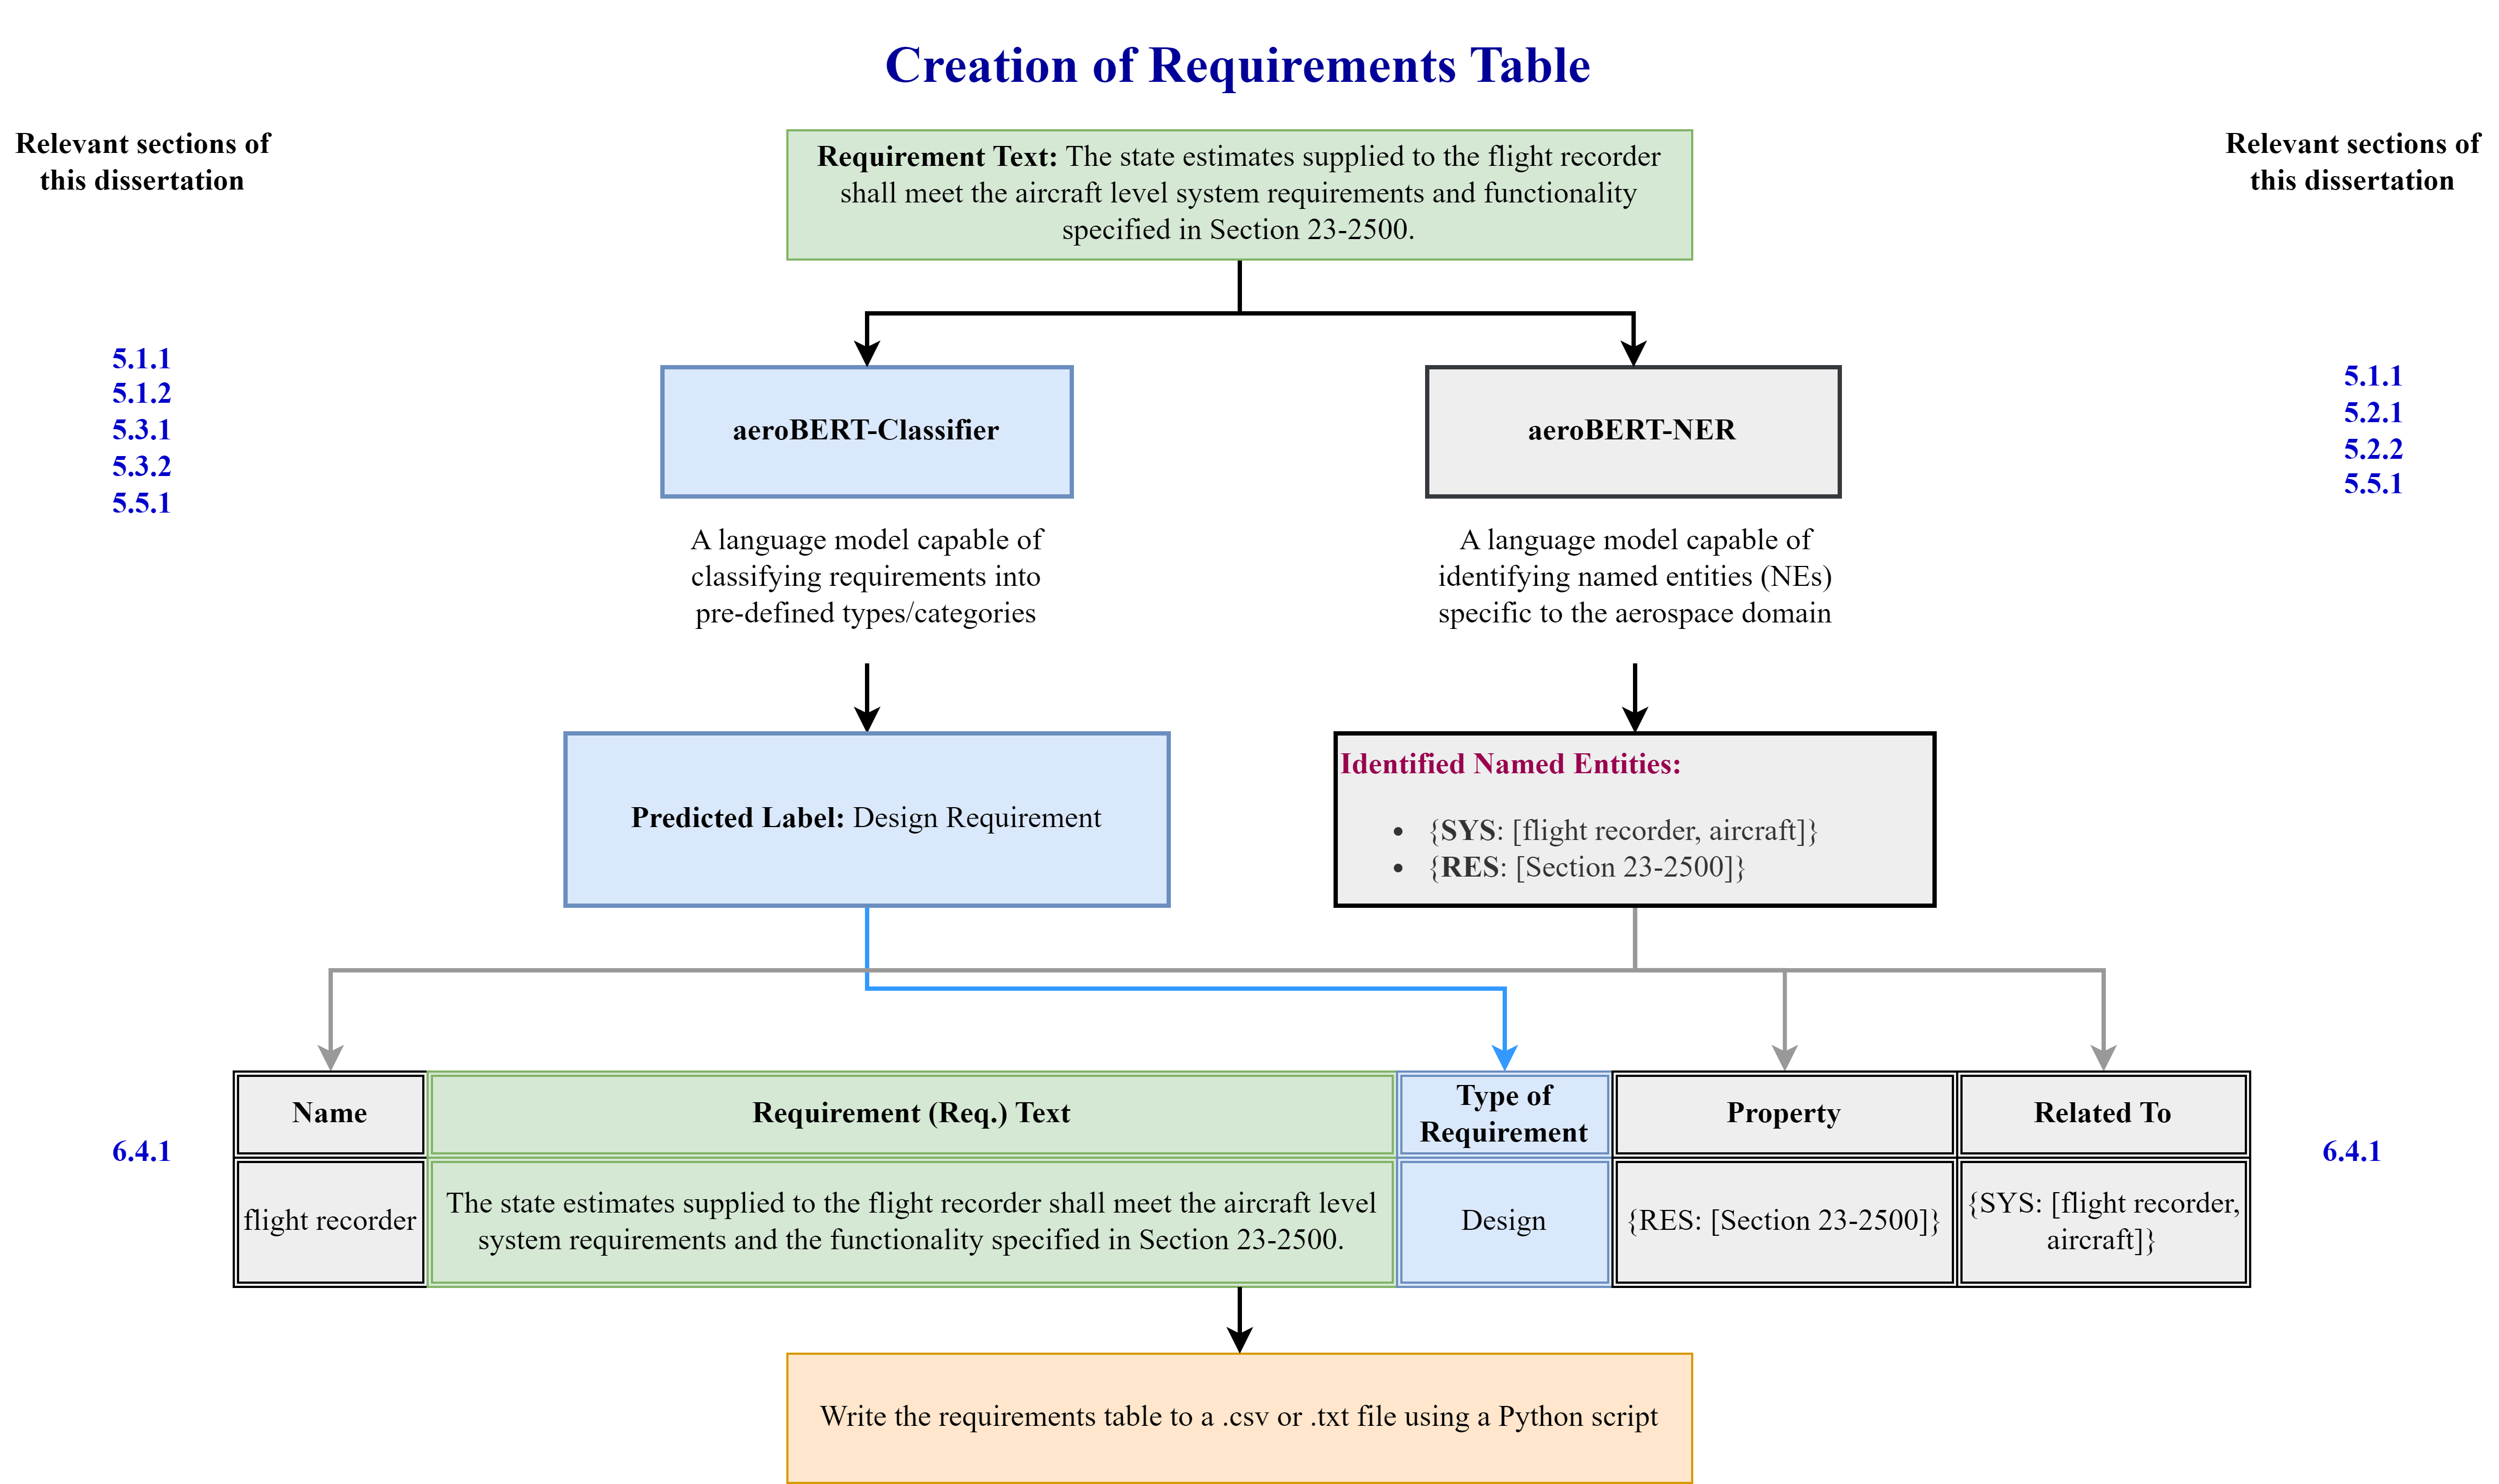 Creation of Requirements Table
Relevant sections of
this dissertation
Requirement Text: The state estimates supplied to the flight recorder
shall meet the aircraft level system requirements and functionality
specified in Section 23-2500.
Relevant sections of
this dissertation
5.1.1
5.1.2
5.3.1
5.3.2
5.5.1
aeroBERT-Classifier
aeroBERT-NER
5.1.1
5.2.1
5.2.2
5.5.1
A language model capable of
classifying requirements into
pre-defined types/categories
A language model capable of
identifying named entities (NEs)
specific to the aerospace domain
Predicted Label: Design Requirement
Identified Named Entities:
• {SYS: [flight recorder, aircraft]}
• {RES: [Section 23-2500]}
6.4.1
Name
Requirement (Req.) Text
Type of
Requirement
Property
Related To
6.4.1
flight recorder
The state estimates supplied to the flight recorder shall meet the aircraft level
system requirements and the functionality specified in Section 23-2500.
Design
{RES: [Section 23-2500]}
{SYS: [flight recorder,
aircraft]}
Write the requirements table to a .csv or .txt file using a Python script